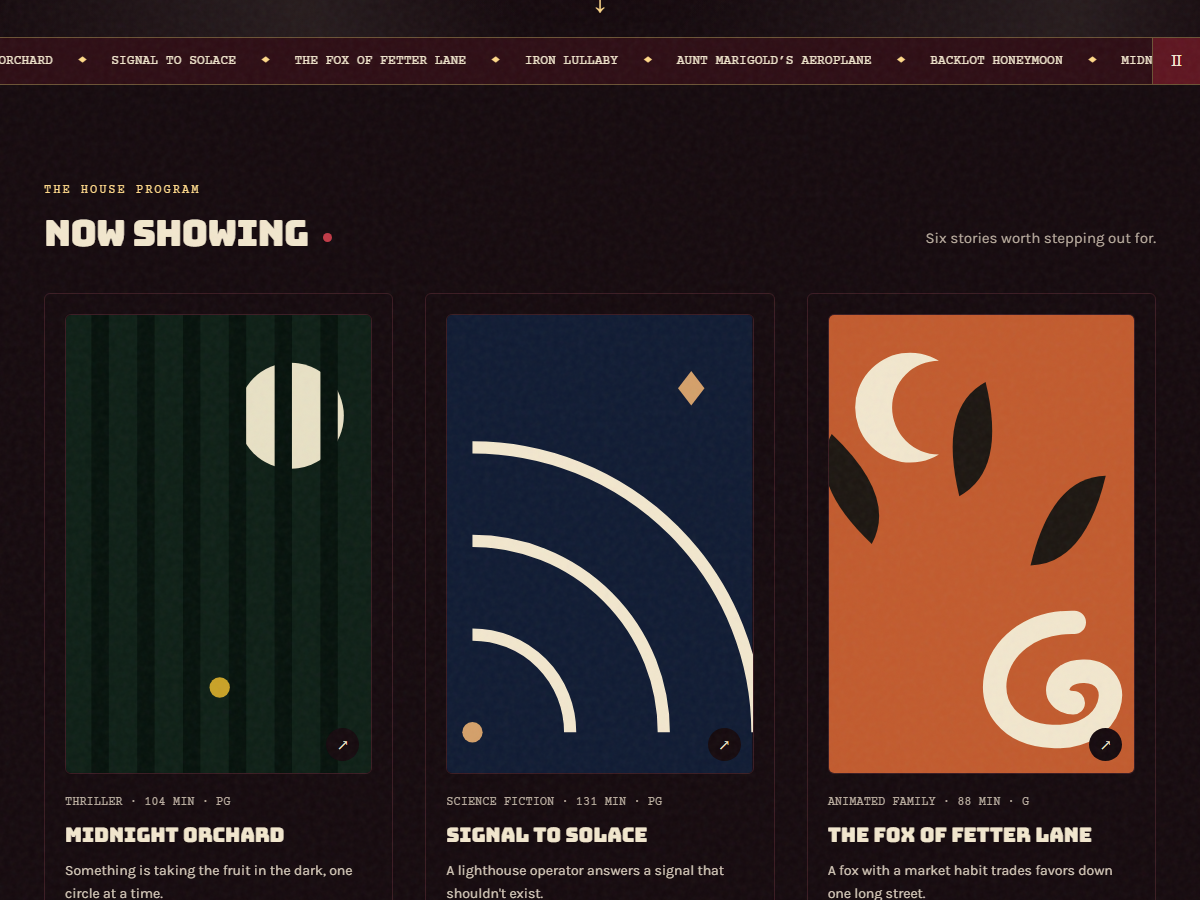 ORCHARD ◆ SIGNAL TO SOLACE ◆ THE FOX OF FETTER LANE ◆ IRON LULLABY ◆ AUNT MARIGOLD’S AEROPLANE ◆ BACKLOT HONEYMOON ◆ MIDN
THE HOUSE PROGRAM
NOW SHOWING
Six stories worth stepping out for.
THRILLER · 104 MIN · PG
MIDNIGHT ORCHARD
Something is taking the fruit in the dark, one
circle at a time.
SCIENCE FICTION · 131 MIN · PG
SIGNAL TO SOLACE
A lighthouse operator answers a signal that
shouldn't exist.
ANIMATED FAMILY · 88 MIN · G
THE FOX OF FETTER LANE
A fox with a market habit trades favors down
one long street.